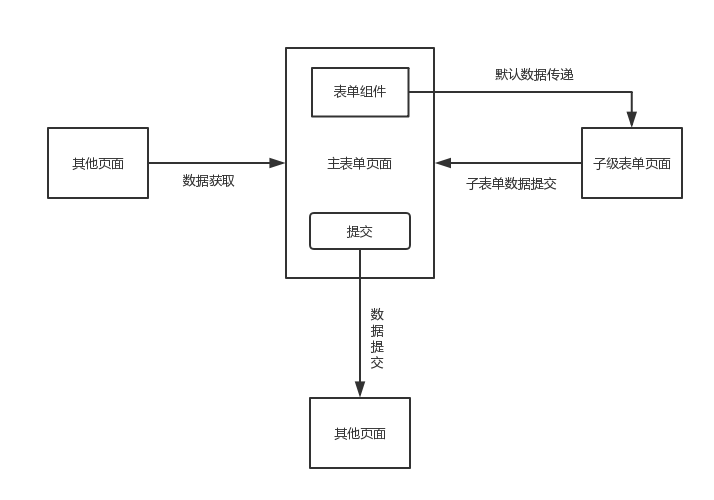 默认数据传递
表单组件
其他页面
主表单页面
子级表单页面
数据获取
子表单数据提交
提交
数据提交
其他页面